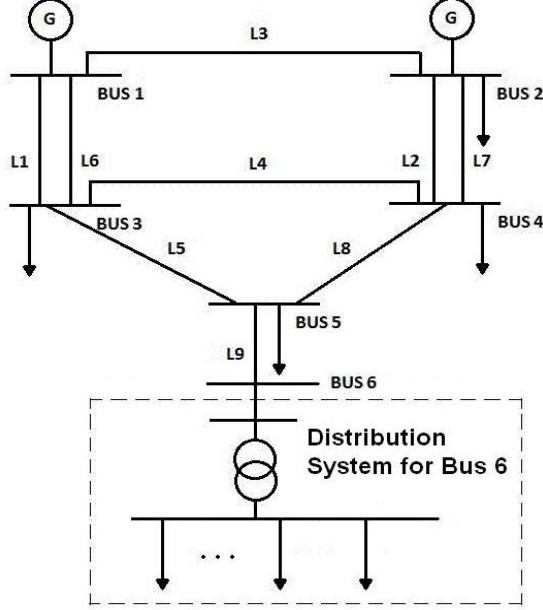 G
G
L3
BUS 1
BUS 2
L1
L6
L4
L2
L7
BUS 3
BUS 4
L5
L8
BUS 5
L9
BUS 6
Distribution
System for Bus 6
. . .